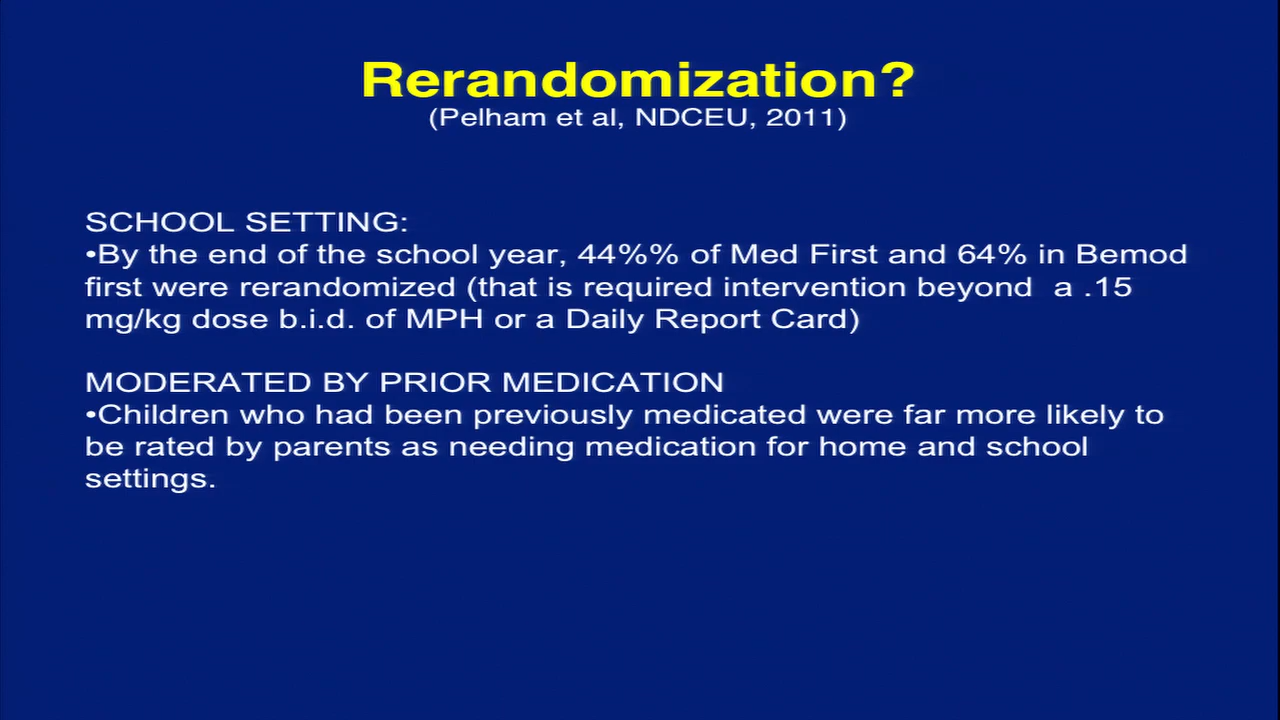 Rerandomization?
(Pelham et al, NDCEU, 2011)
SCHOOL SETTING:
•By the end of the school year, 44%% of Med First and 64% in Bemod
first were rerandomized (that is required intervention beyond  a .15
mg/kg dose b.i.d. of MPH or a Daily Report Card)
MODERATED BY PRIOR MEDICATION
•Children who had been previously medicated were far more likely to
be rated by parents as needing medication for home and school
settings.